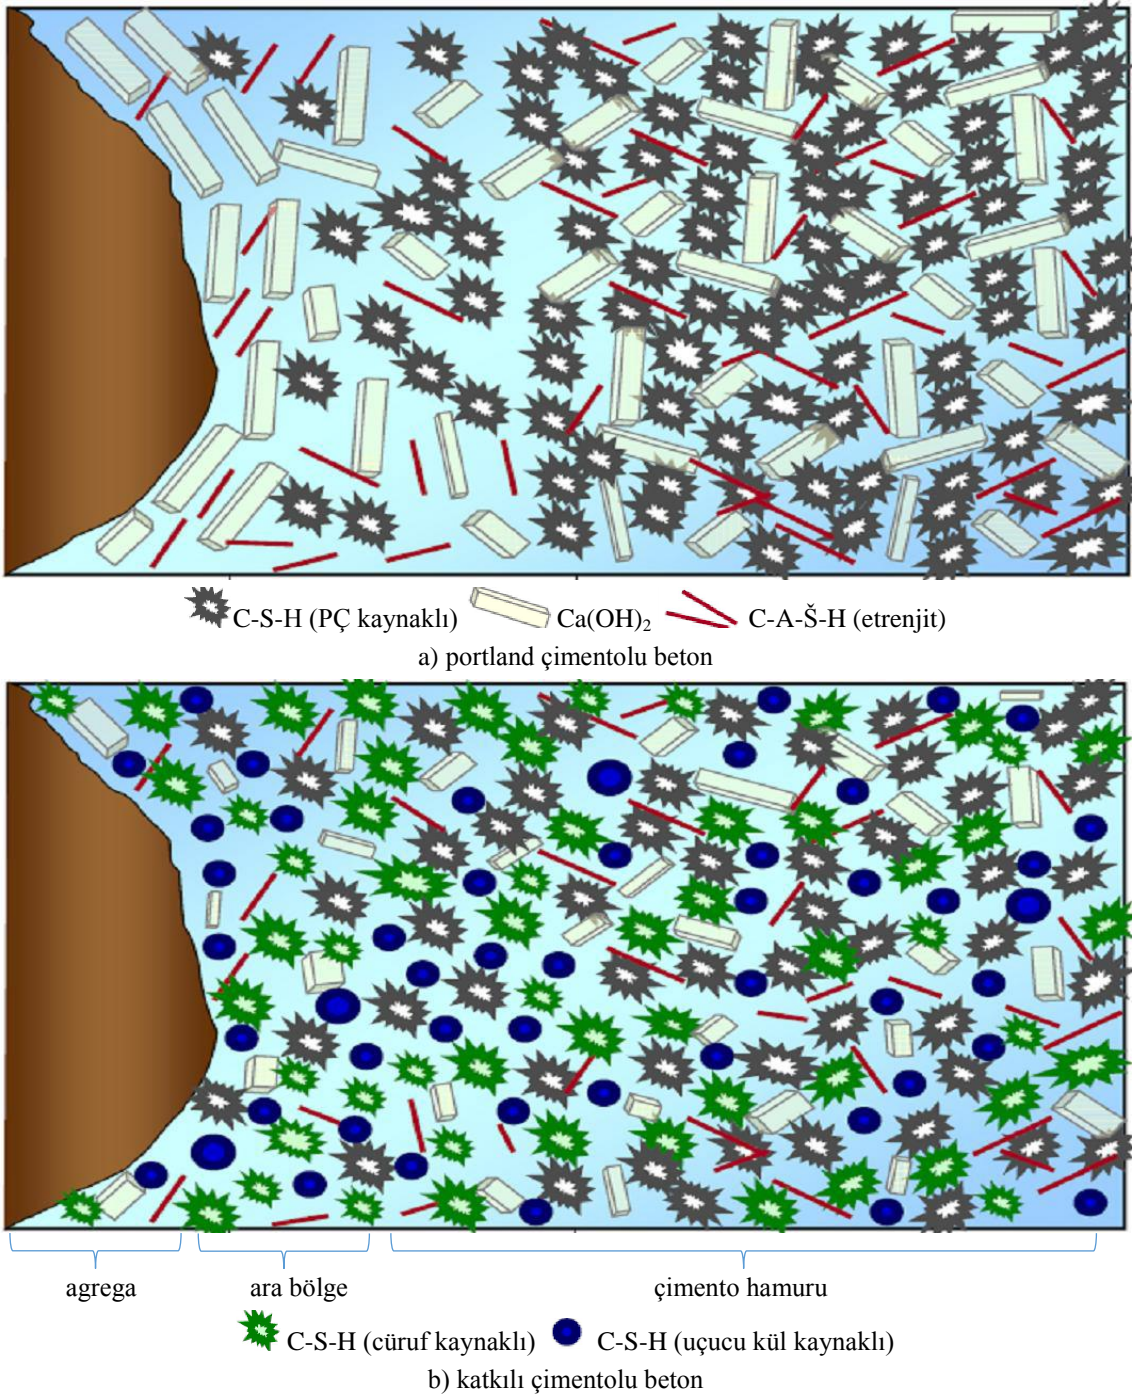 C-S-H (PÇ kaynaklı) Ca(OH)₂ C-A-Š-H (etrenjit)
a) portland çimentolu beton
agrega ara bölge çimento hamuru
C-S-H (cüruf kaynaklı) C-S-H (uçucu kül kaynaklı)
b) katkılı çimentolu beton